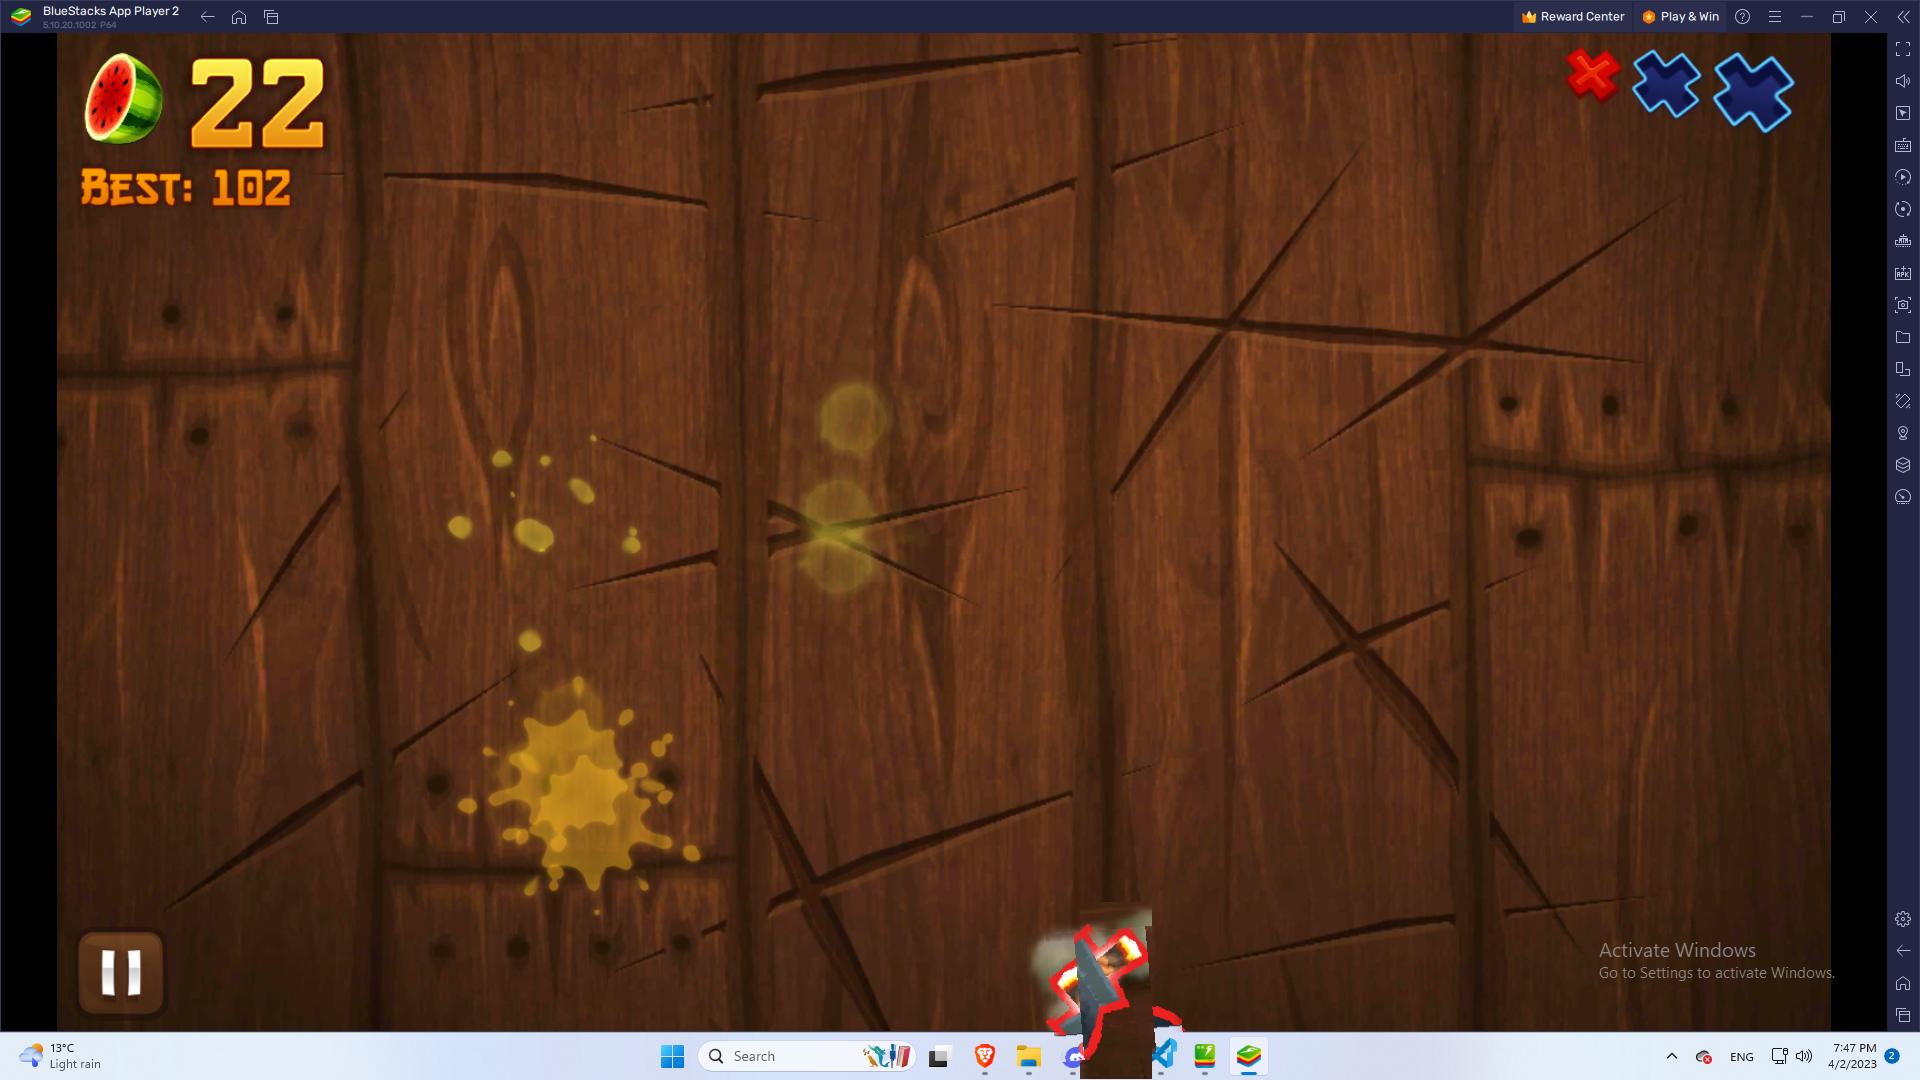 BlueStacks App Player 2
5.10.20.1002 P64
Reward Center
Play & Win
22
BEST: 102
Activate Windows
Go to Settings to activate Windows.
13°C
Light rain
Search
ENG
7:47 PM
4/2/2023
2
APK